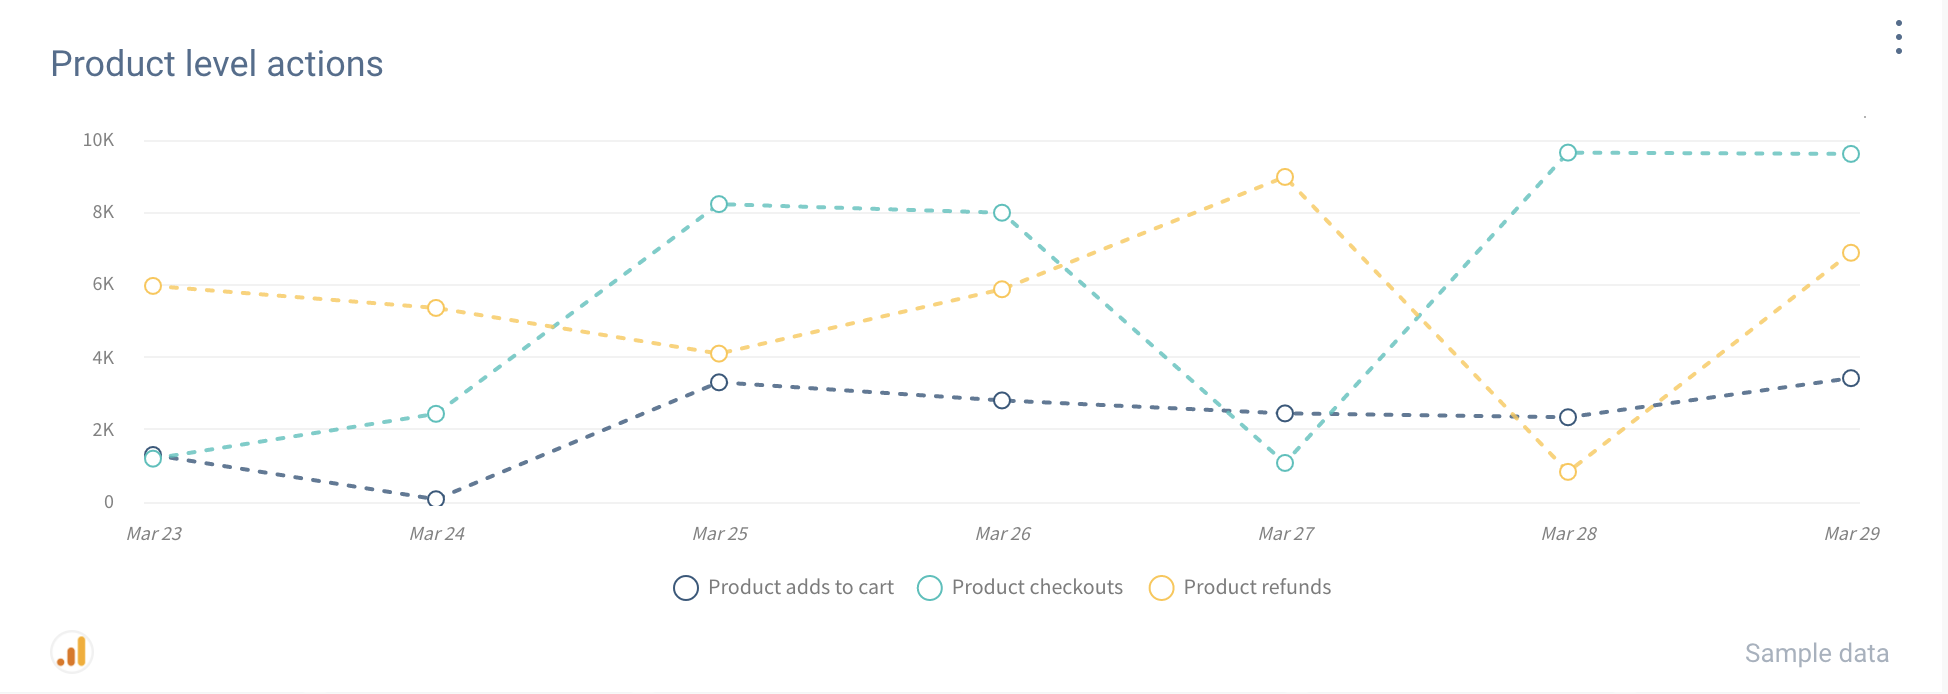 Product level actions
10K
8K
6K
4K
2K
0
Mar 23 Mar 24 Mar 25 Mar 26 Mar 27 Mar 28 Mar 29
Product adds to cart Product checkouts Product refunds
Sample data